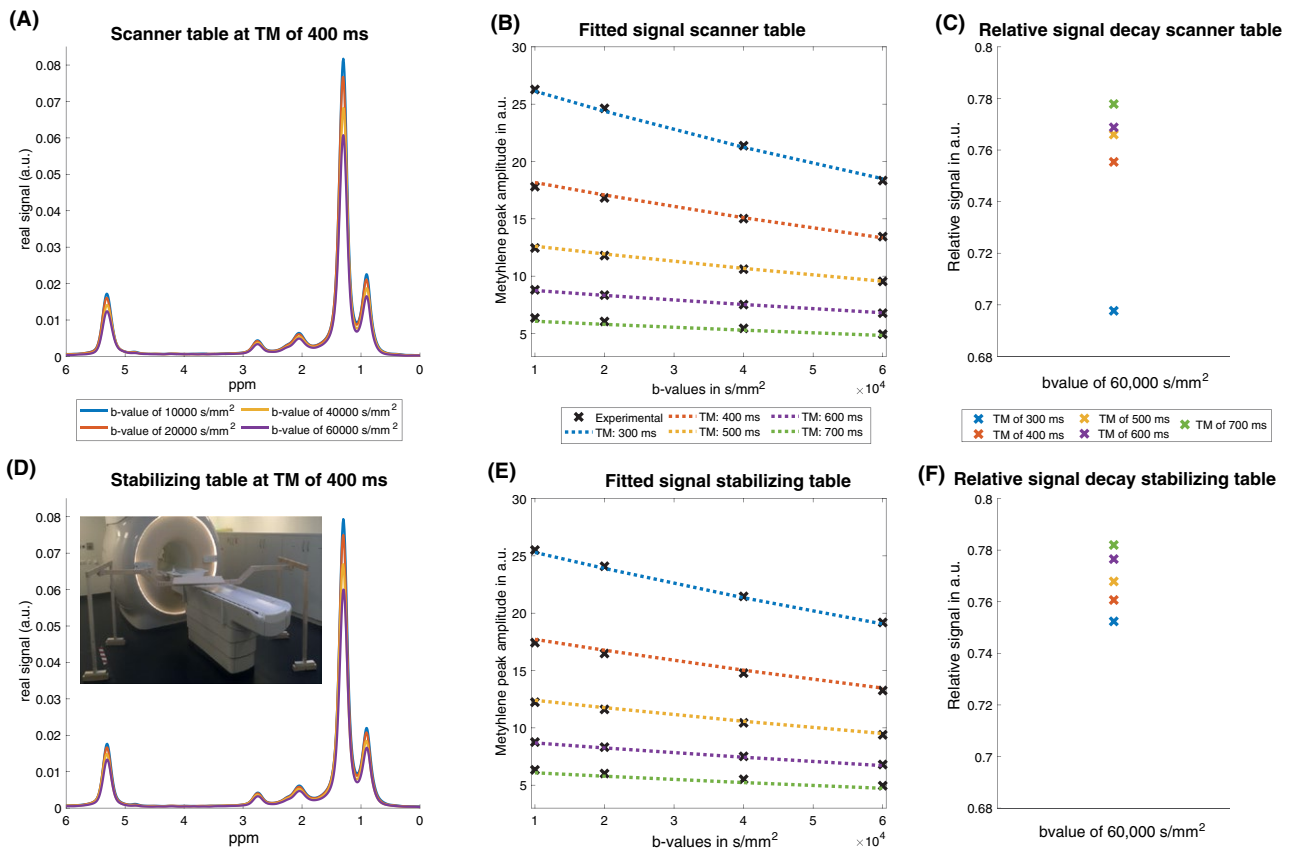 (A)
Scanner table at TM of 400 ms
real signal (a.u.)
0.08
0.07
0.06
0.05
0.04
0.03
0.02
0.01
0
6 5 4 3 2 1 0
ppm
b-value of 10000 s/mm² b-value of 40000 s/mm²
b-value of 20000 s/mm² b-value of 60000 s/mm²
(B)
Fitted signal scanner table
Metyhlene peak amplitude in a.u.
30
25
20
15
10
5
1 2 3 4 5 6
b-values in s/mm² ×10⁴
Experimental TM: 400 ms TM: 600 ms
TM: 300 ms TM: 500 ms TM: 700 ms
(C)
Relative signal decay scanner table
Relative signal in a.u.
0.8
0.78
0.76
0.74
0.72
0.7
0.68
bvalue of 60,000 s/mm²
TM of 300 ms TM of 500 ms TM of 700 ms
TM of 400 ms TM of 600 ms
(D)
Stabilizing table at TM of 400 ms
real signal (a.u.)
0.08
0.07
0.06
0.05
0.04
0.03
0.02
0.01
0
6 5 4 3 2 1 0
ppm
(E)
Fitted signal stabilizing table
Metyhlene peak amplitude in a.u.
30
25
20
15
10
5
1 2 3 4 5 6
b-values in s/mm² ×10⁴
(F)
Relative signal decay stabilizing table
Relative signal in a.u.
0.8
0.78
0.76
0.74
0.72
0.7
0.68
bvalue of 60,000 s/mm²